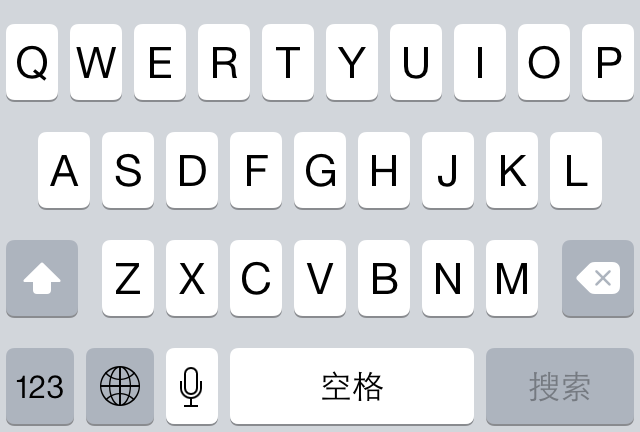 Q W E R T Y U I O P
A S D F G H J K L
Z X C V B N M
123 空格 搜索